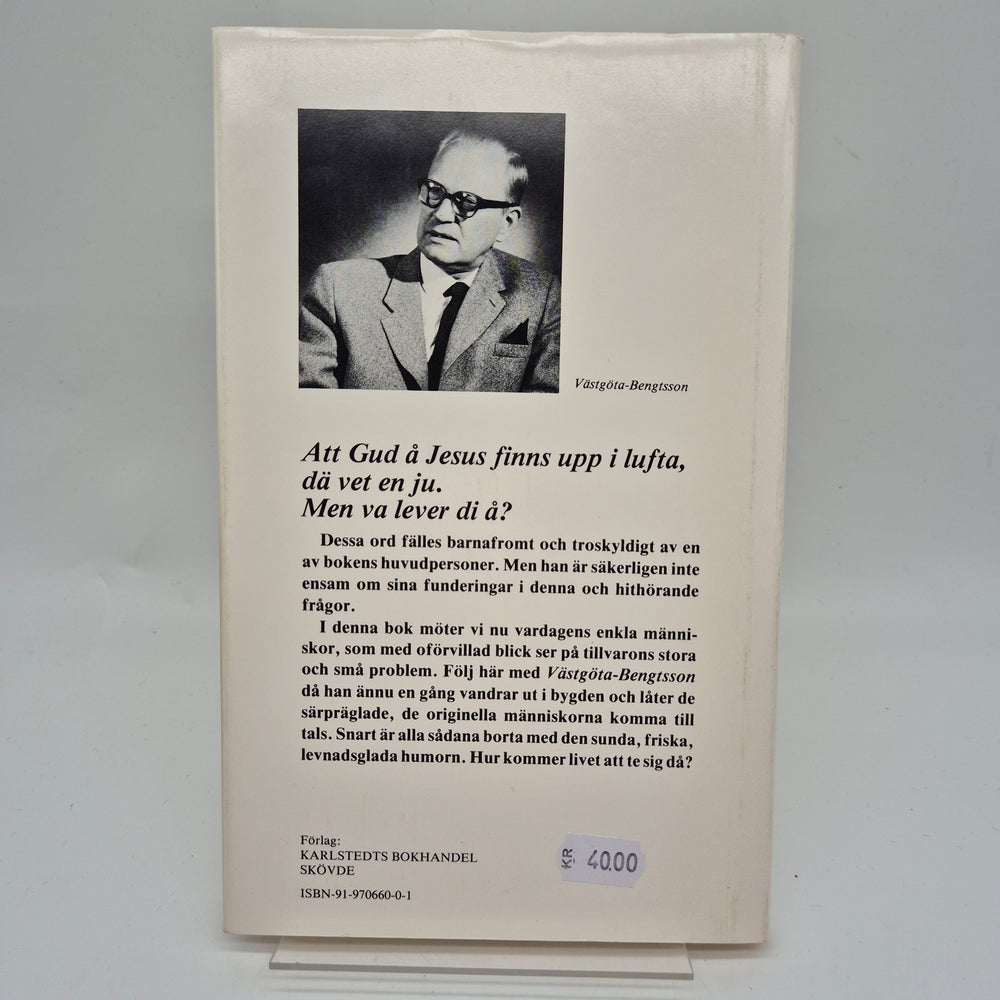 Västgöta-Bengtsson
Att Gud å Jesus finns upp i lufta,
dä vet en ju.
Men va lever di å?
Dessa ord fälles barnafromt och troskyldigt av en
av bokens huvudpersoner. Men han är säkerligen inte
ensam om sina funderingar i denna och hithörande
frågor.
I denna bok möter vi nu vardagens enkla männi-
skor, som med oförvillad blick ser på tillvarons stora
och små problem. Följ här med Västgöta-Bengtsson
då han ännu en gång vandrar ut i bygden och låter de
särpräglade, de originella människorna komma till
tals. Snart är alla sådana borta med den sunda, friska,
levnadsglada humorn. Hur kommer livet att te sig då?
Förlag:
KARLSTEDTS BOKHANDEL
SKÖVDE
ISBN-91-970660-0-1
KR 40.00